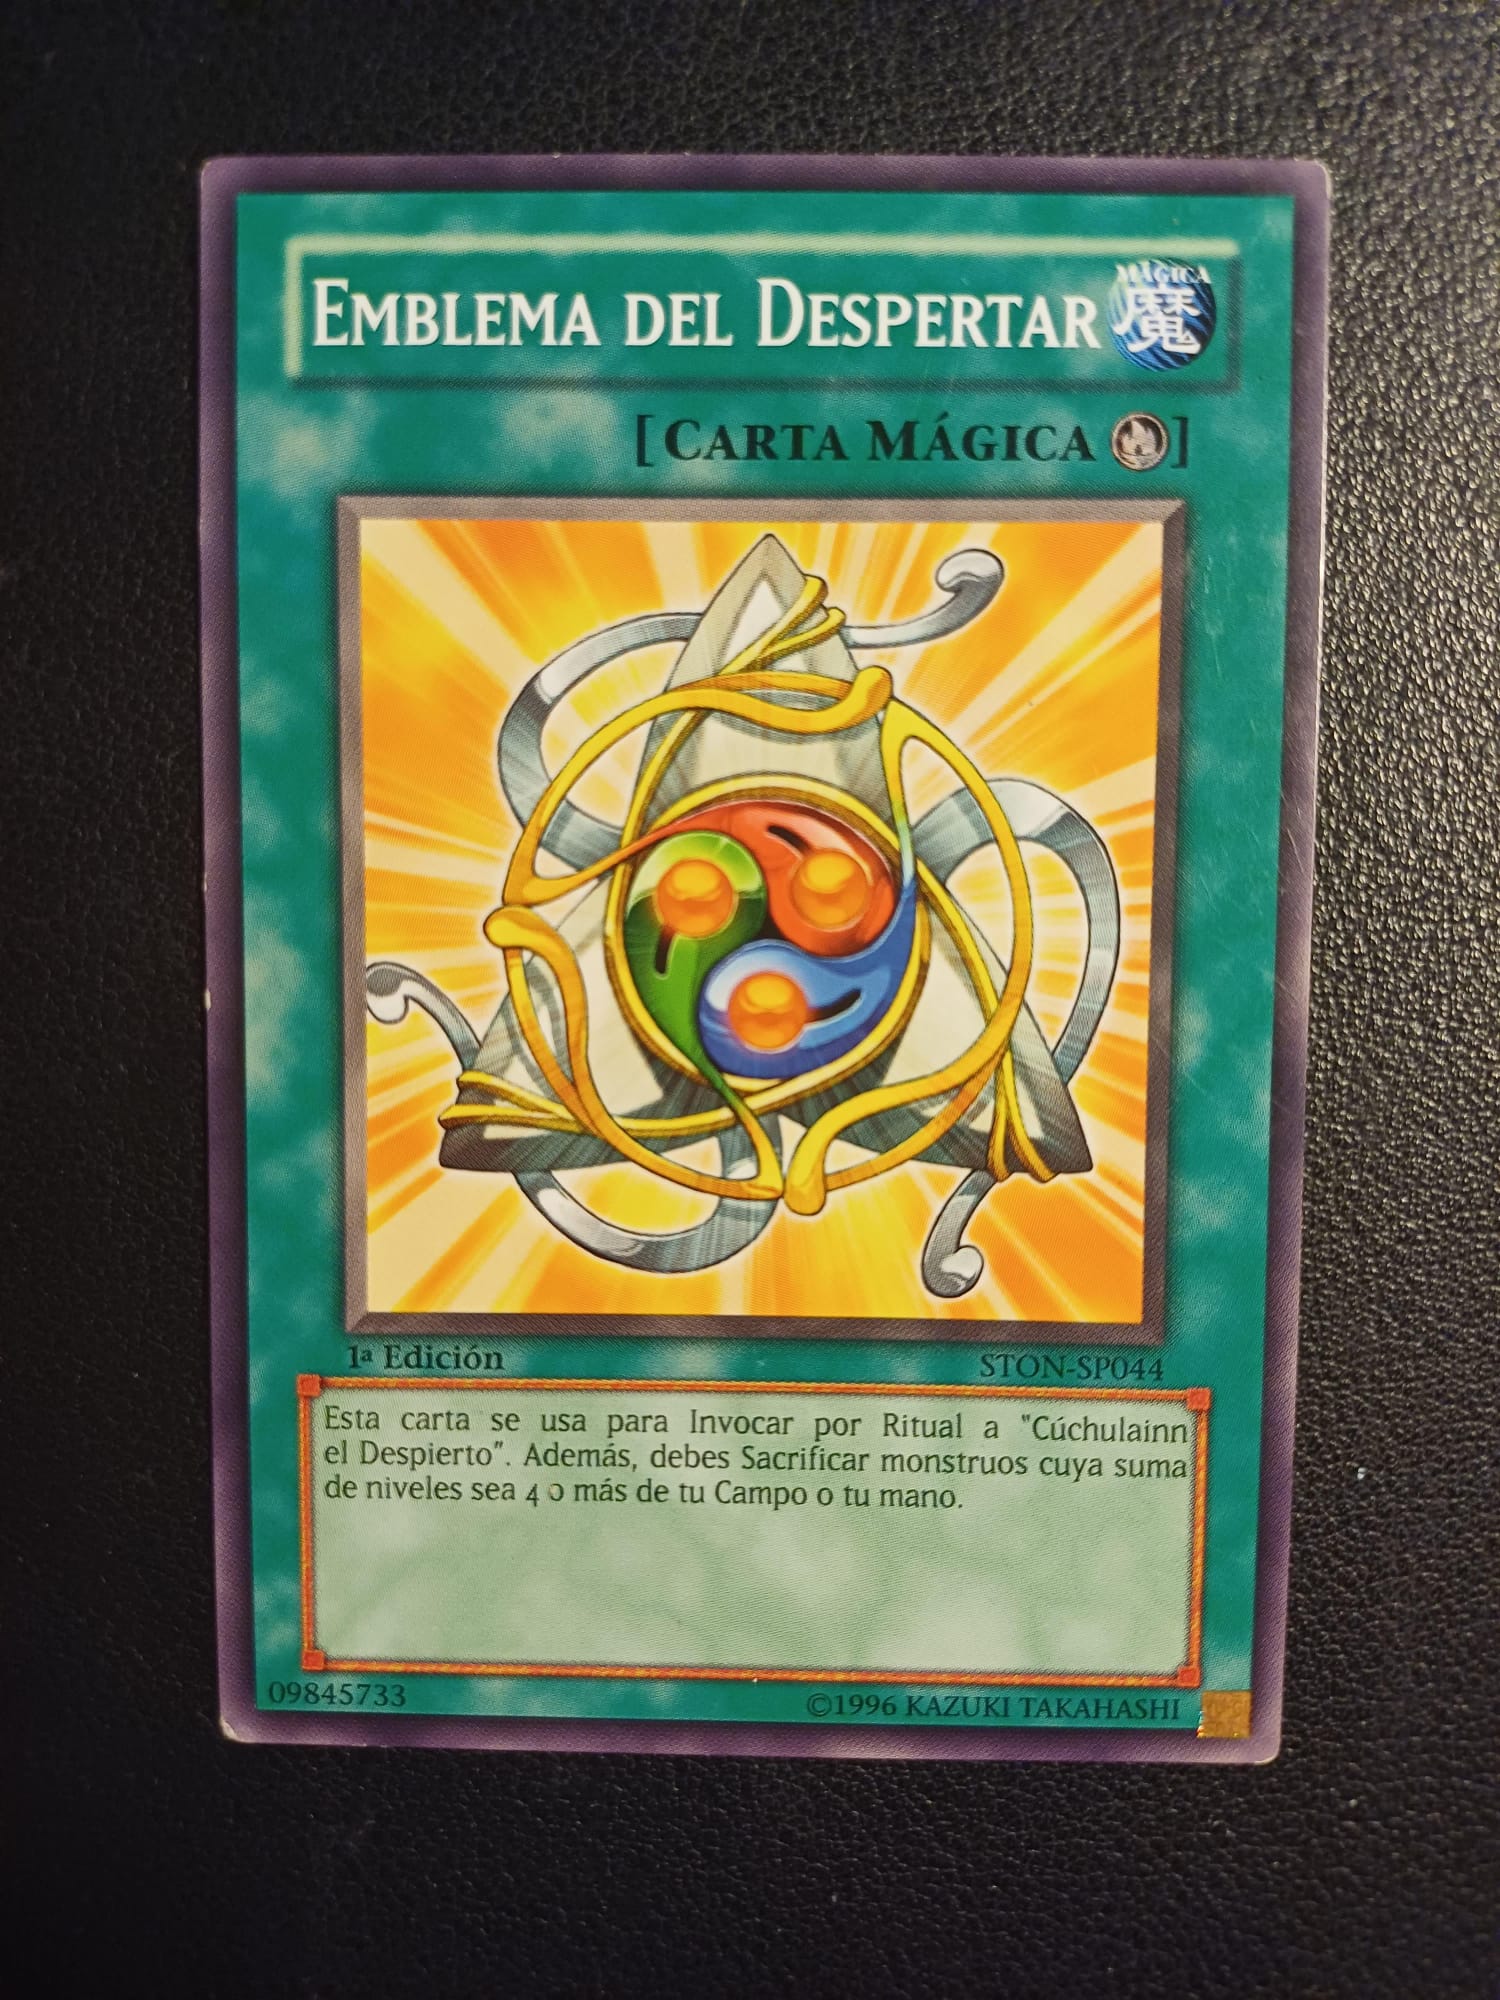 EMBLEMA DEL DESPERTAR
MÁGICA
魔
[CARTA MÁGICA]
1ª Edición
STON-SP044
Esta carta se usa para Invocar por Ritual a "Cúchulainn
el Despierto". Además, debes Sacrificar monstruos cuya suma
de niveles sea 4 o más de tu Campo o tu mano.
09845733
©1996 KAZUKI TAKAHASHI